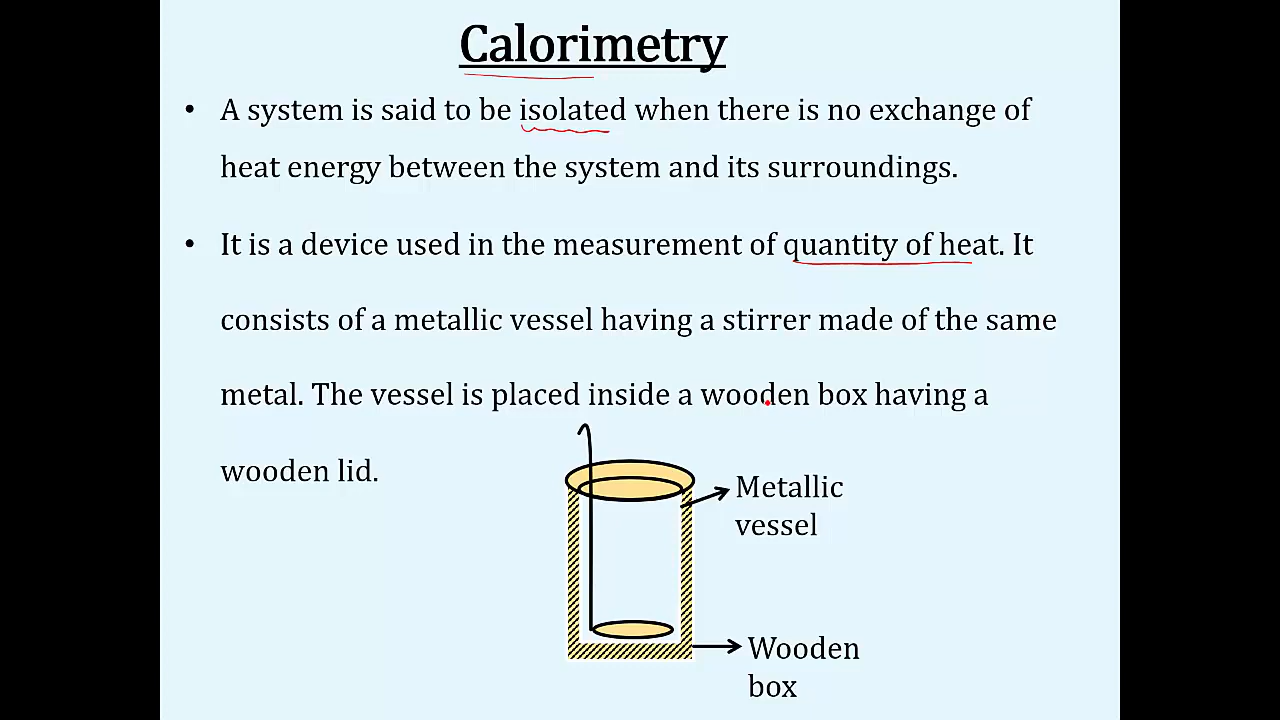 Calorimetry
• A system is said to be isolated when there is no exchange of
heat energy between the system and its surroundings.
• It is a device used in the measurement of quantity of heat. It
consists of a metallic vessel having a stirrer made of the same
metal. The vessel is placed inside a wooden box having a
wooden lid.
Metallic
vessel
Wooden
box